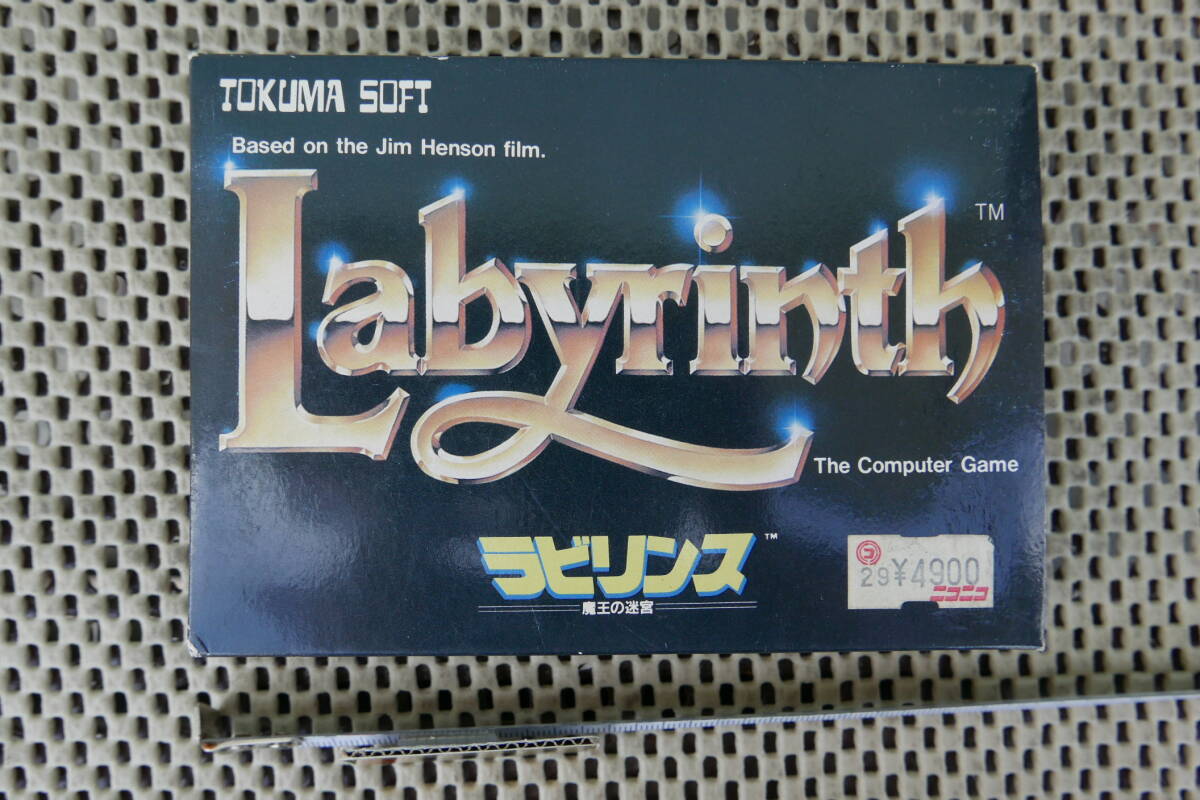 TOKUMA SOFT
Based on the Jim Henson film.
Labyrinth TM
The Computer Game
ラビリンス TM
魔王の迷宮
29 ¥4900
ニコニコ